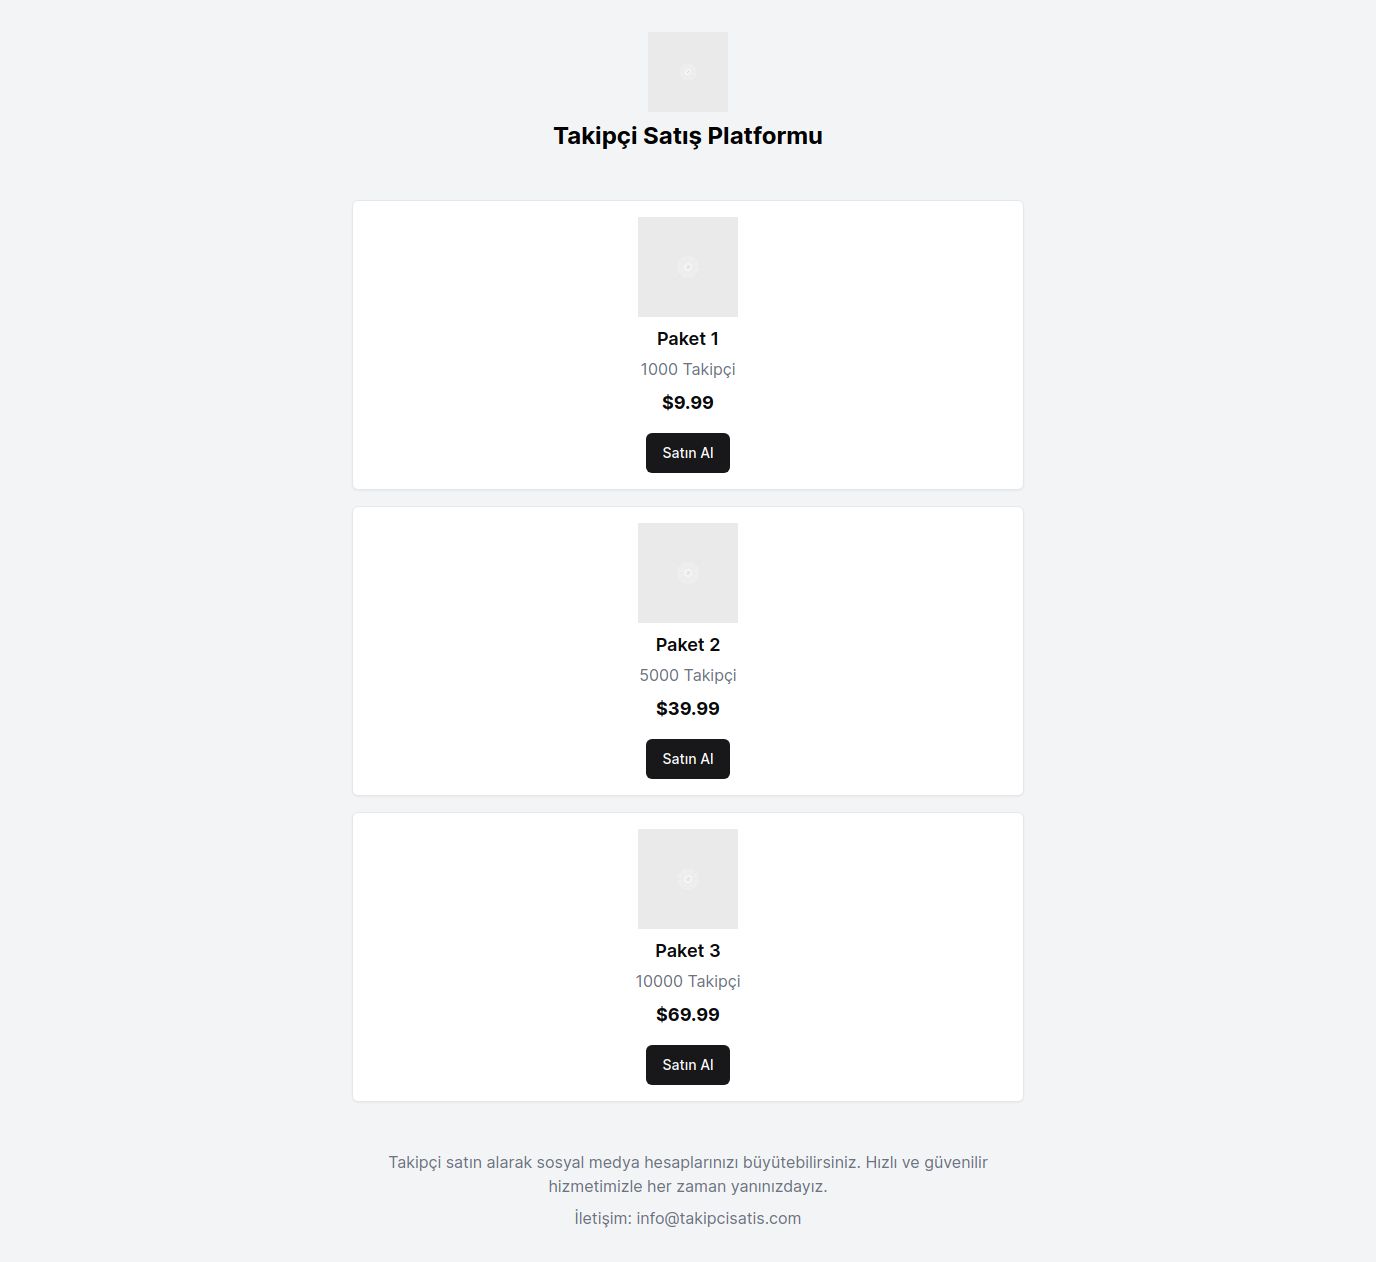 Takipçi Satış Platformu
Paket 1
1000 Takipçi
$9.99
Satın Al
Paket 2
5000 Takipçi
$39.99
Satın Al
Paket 3
10000 Takipçi
$69.99
Satın Al
Takipçi satın alarak sosyal medya hesaplarınızı büyütebilirsiniz. Hızlı ve güvenilir
hizmetimizle her zaman yanınızdayız.
İletişim: info@takipcisatis.com